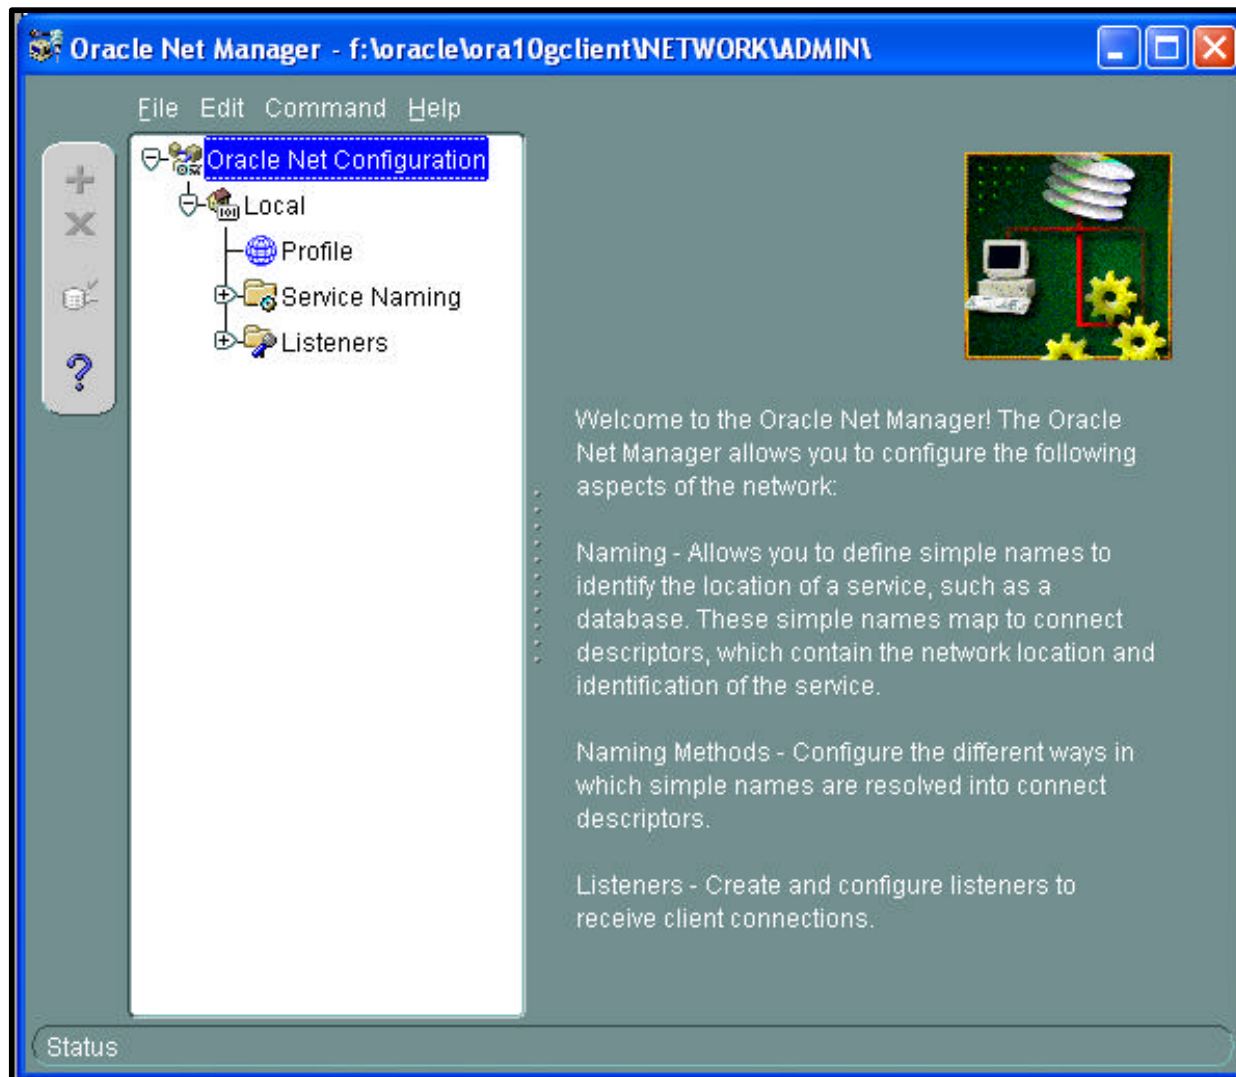 Oracle Net Manager - f:\oracle\ora10gclient\NETWORK\ADMIN\
File Edit Command Help
Oracle Net Configuration
Local
Profile
Service Naming
Listeners
Welcome to the Oracle Net Manager! The Oracle
Net Manager allows you to configure the following
aspects of the network:
Naming - Allows you to define simple names to
identify the location of a service, such as a
database. These simple names map to connect
descriptors, which contain the network location and
identification of the service.
Naming Methods - Configure the different ways in
which simple names are resolved into connect
descriptors.
Listeners - Create and configure listeners to
receive client connections.
Status